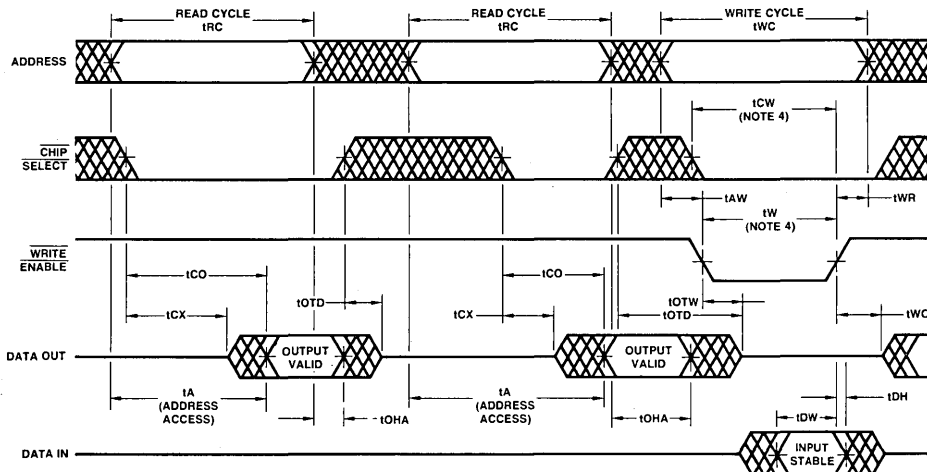 READ CYCLE
tRC
READ CYCLE
tRC
WRITE CYCLE
tWC
ADDRESS
tCW
(NOTE 4)
CHIP
SELECT
tAW
tWR
tW
(NOTE 4)
WRITE
ENABLE
tCO
tCO
tOTD
tOTW
tCX
tCX
tOTD
tWO
DATA OUT
OUTPUT
VALID
OUTPUT
VALID
tA
(ADDRESS
ACCESS)
tOHA
tA
(ADDRESS
ACCESS)
tOHA
tDH
tDW
DATA IN
INPUT
STABLE